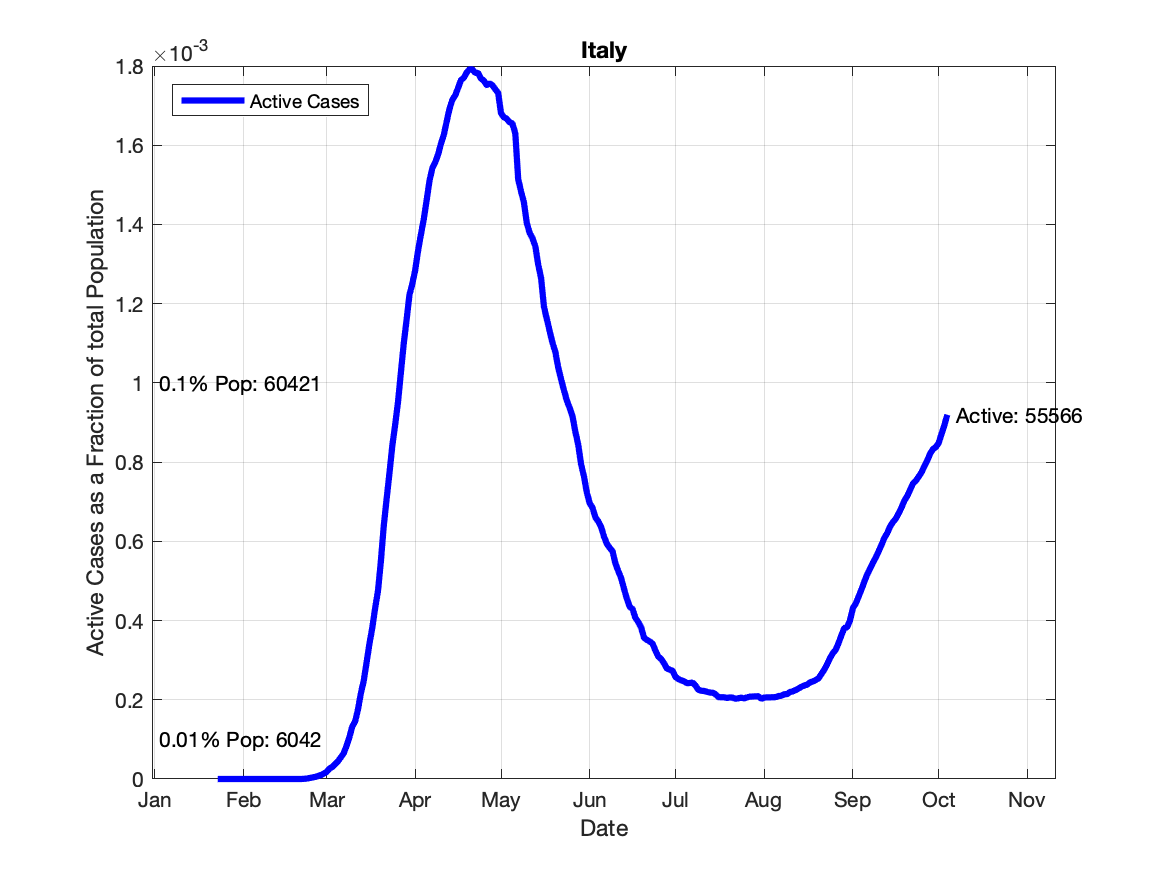 Italy
×10-3
1.8
1.6
1.4
1.2
1
0.8
0.6
0.4
0.2
0
Active Cases
0.1% Pop: 60421
0.01% Pop: 6042
Active: 55566
Active Cases as a Fraction of total Population
Jan Feb Mar Apr May Jun Jul Aug Sep Oct Nov
Date